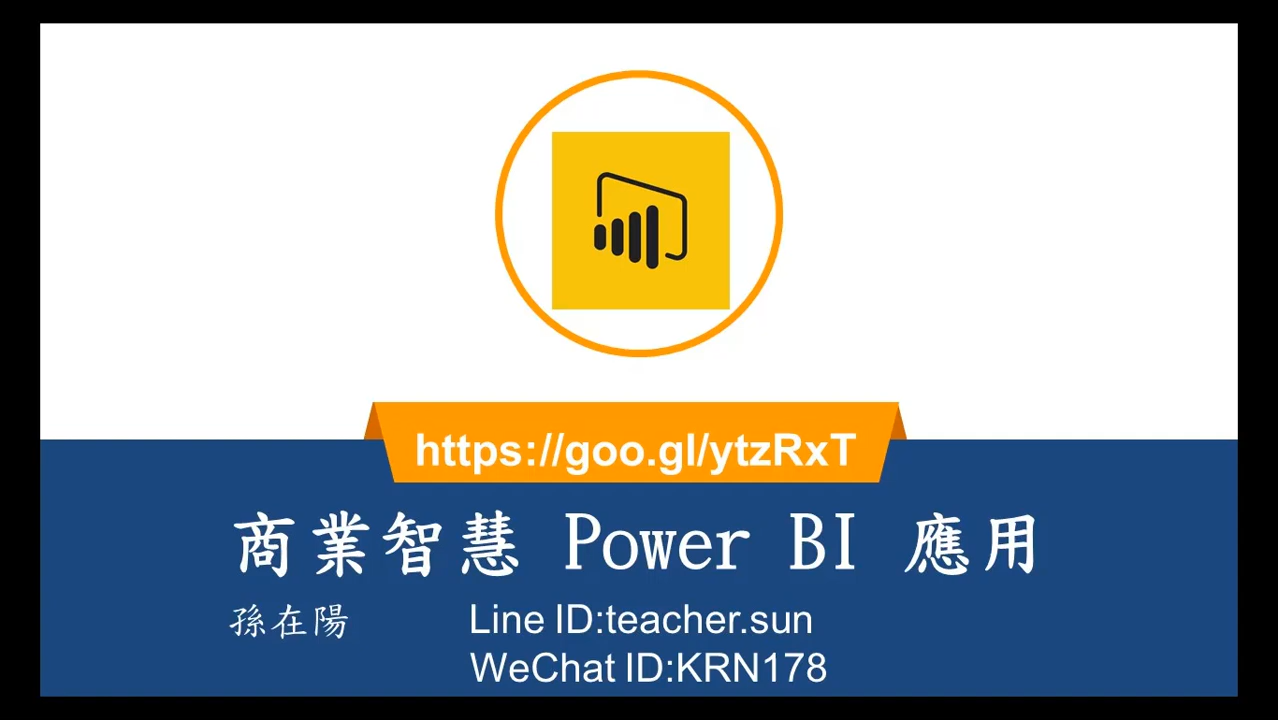 https://goo.gl/ytzRxT
商業智慧 Power BI 應用
孫在陽
Line ID:teacher.sun
WeChat ID:KRN178